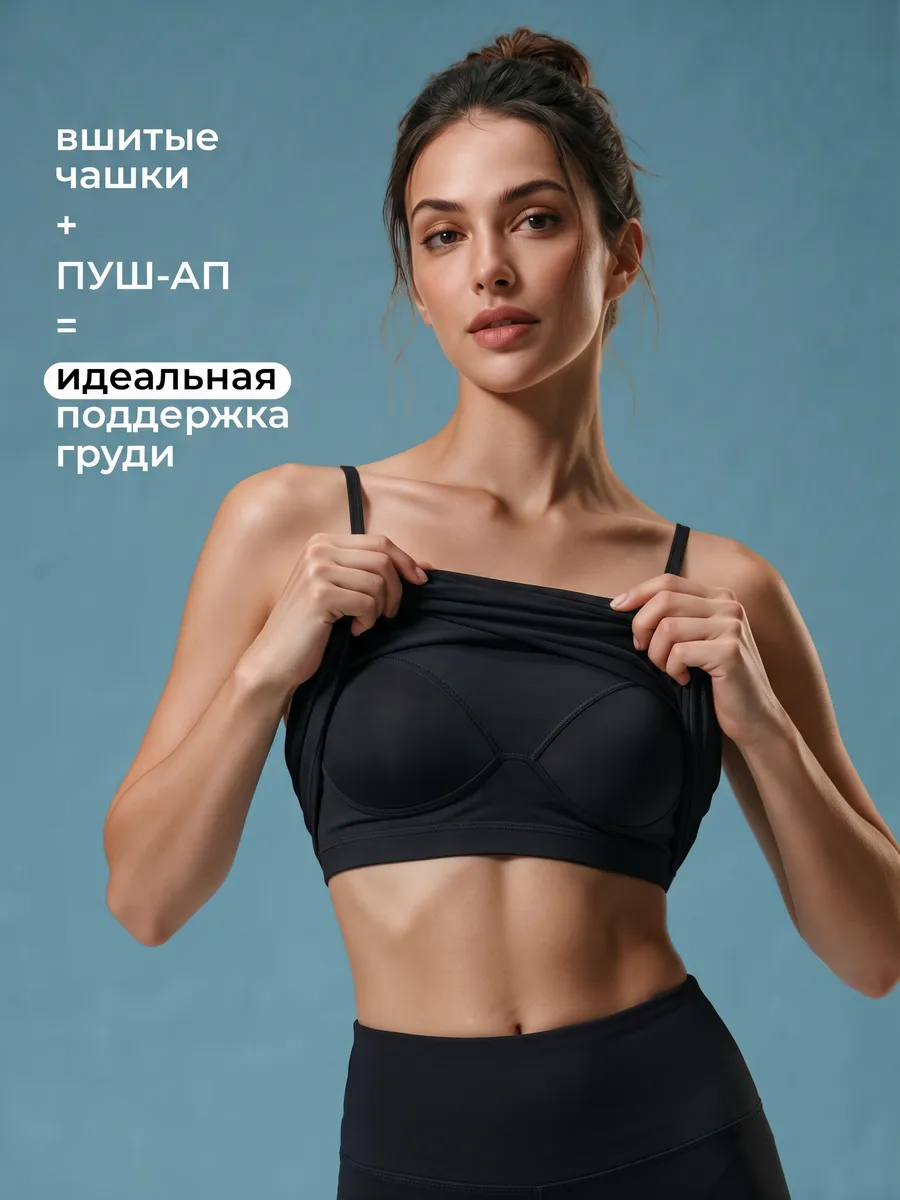 вшитые
чашки
+
ПУШ-АП
=
идеальная
поддержка
груди